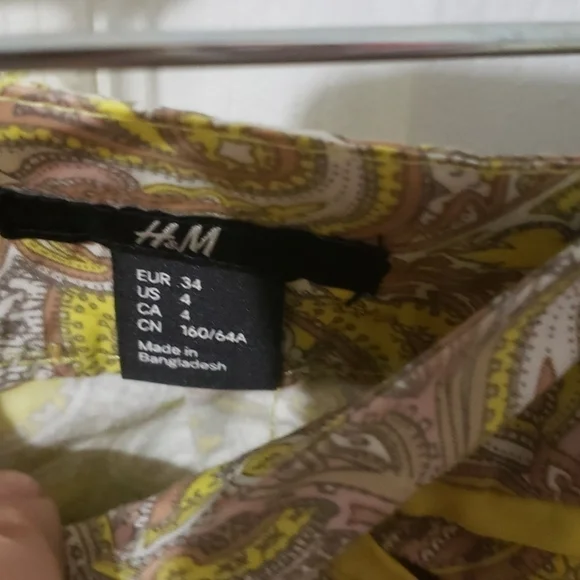 H&M
EUR 34
US 4
CA 4
CN 160/64A
Made in
Bangladesh